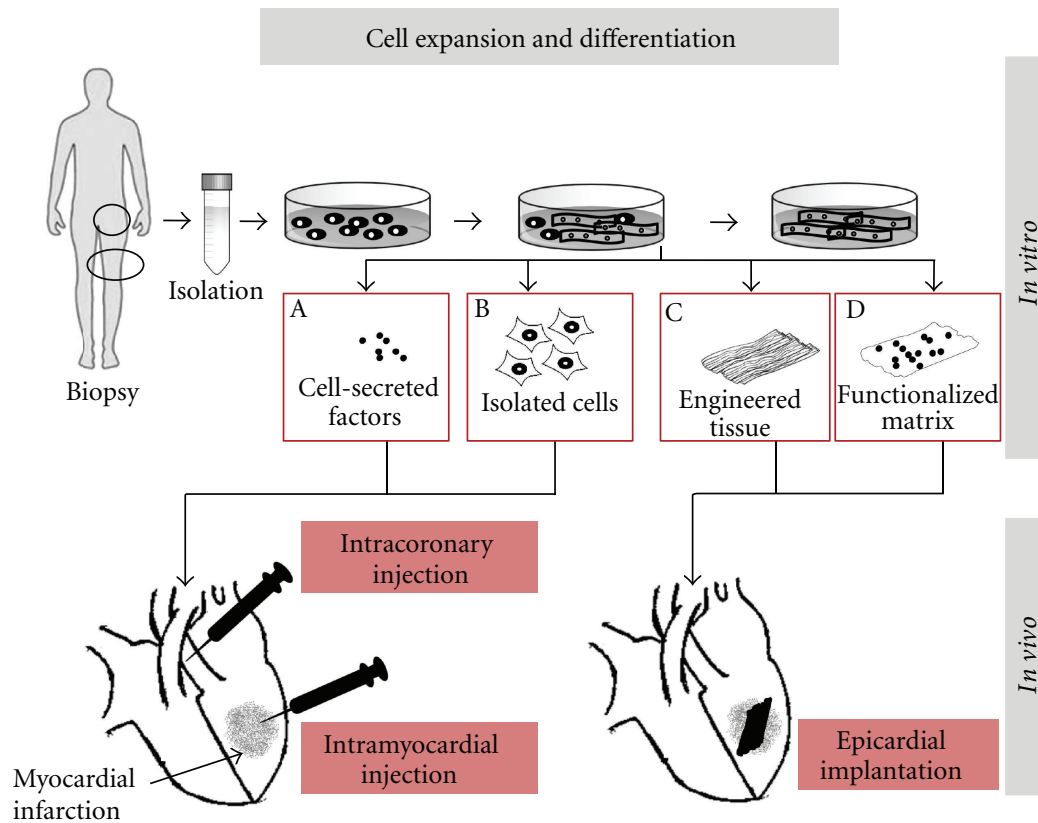 Cell expansion and differentiation
In vitro
Isolation
Biopsy
A
Cell-secreted
factors
B
Isolated cells
C
Engineered
tissue
D
Functionalized
matrix
In vivo
Intracoronary
injection
Intramyocardial
injection
Myocardial
infarction
Epicardial
implantation